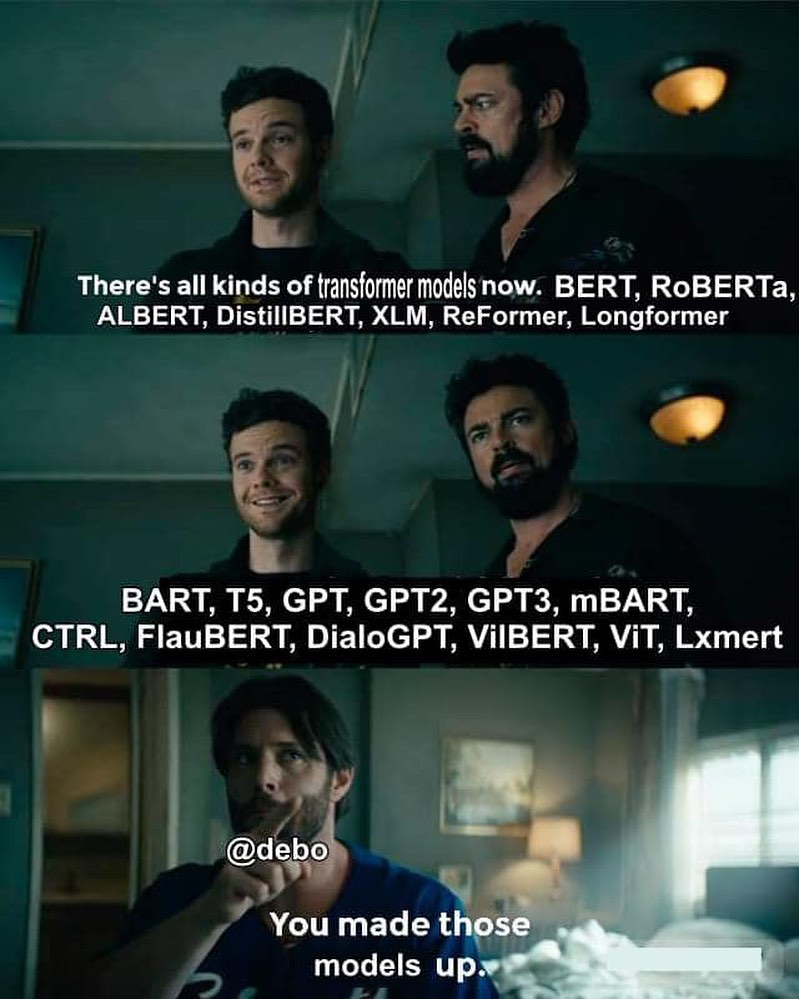 There's all kinds of transformer models now. BERT, RoBERTa,
ALBERT, DistillBERT, XLM, ReFormer, Longformer
BART, T5, GPT, GPT2, GPT3, mBART,
CTRL, FlauBERT, DialoGPT, VilBERT, ViT, Lxmert
@debo
You made those
models up.